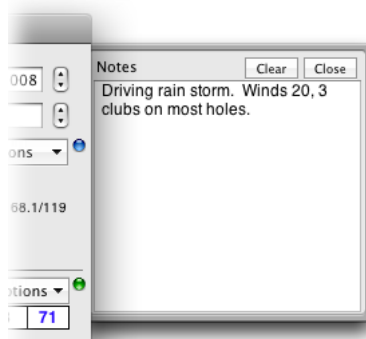 008
Notes Clear Close
Driving rain storm. Winds 20, 3
clubs on most holes.
ons
68.1/119
ptions
71